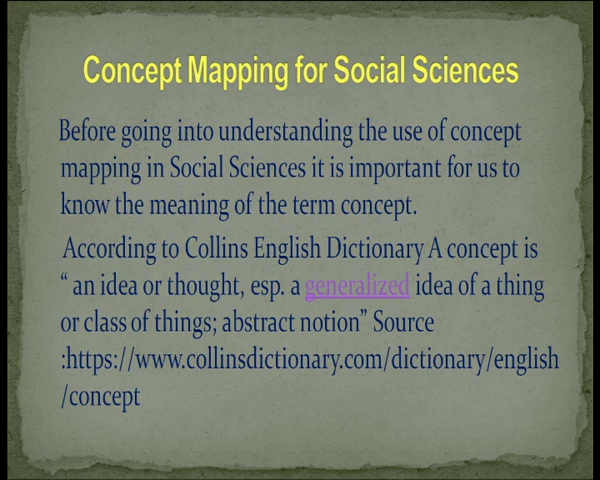 Concept Mapping for Social Sciences
Before going into understanding the use of concept
mapping in Social Sciences it is important for us to
know the meaning of the term concept.
According to Collins English Dictionary A concept is
“ an idea or thought, esp. a generalized idea of a thing
or class of things; abstract notion” Source
:https://www.collinsdictionary.com/dictionary/english
/concept